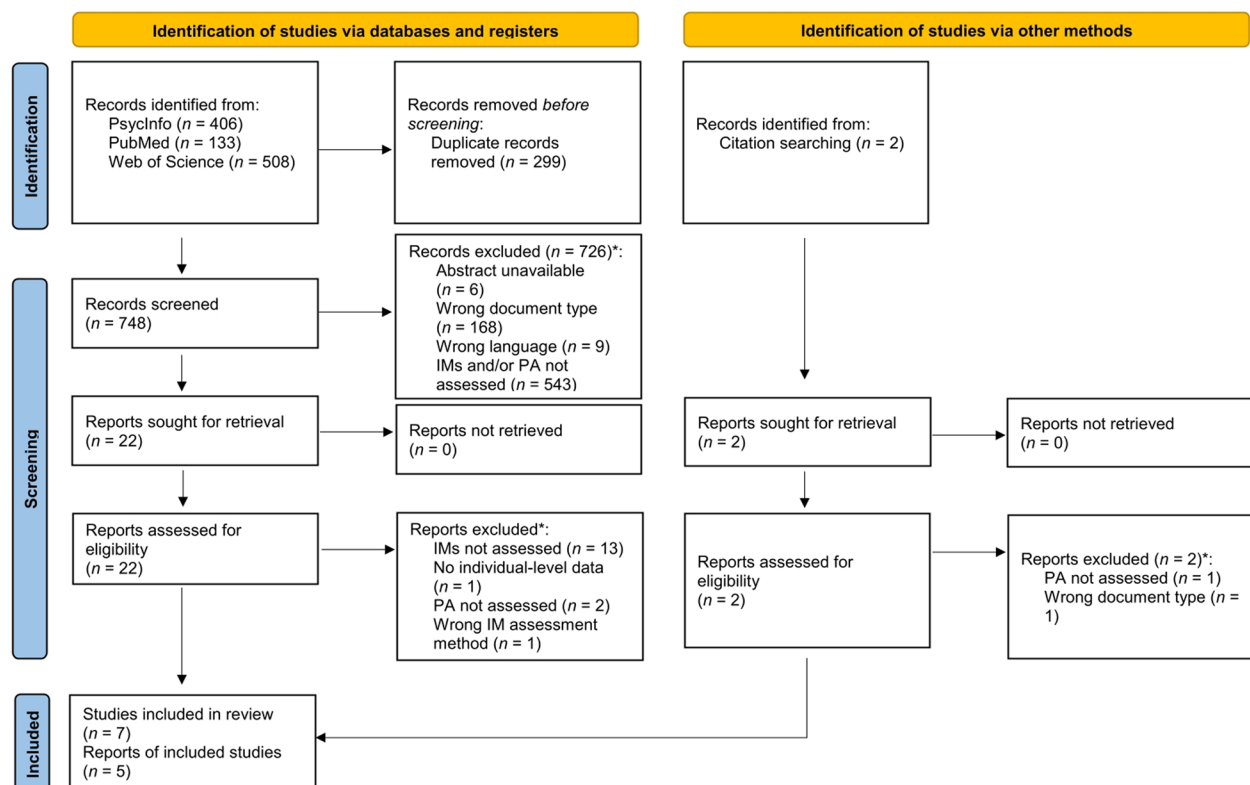 Identification of studies via databases and registers
Identification of studies via other methods
Identification
Records identified from:
PsycInfo (n = 406)
PubMed (n = 133)
Web of Science (n = 508)
Records removed before
screening:
Duplicate records
removed (n = 299)
Records identified from:
Citation searching (n = 2)
Screening
Records screened
(n = 748)
Records excluded (n = 726)*:
Abstract unavailable
(n = 6)
Wrong document type
(n = 168)
Wrong language (n = 9)
IMs and/or PA not
assessed (n = 543)
Reports sought for retrieval
(n = 22)
Reports not retrieved
(n = 0)
Reports sought for retrieval
(n = 2)
Reports not retrieved
(n = 0)
Reports assessed for
eligibility
(n = 22)
Reports excluded*:
IMs not assessed (n = 13)
No individual-level data
(n = 1)
PA not assessed (n = 2)
Wrong IM assessment
method (n = 1)
Reports assessed for
eligibility
(n = 2)
Reports excluded (n = 2)*:
PA not assessed (n = 1)
Wrong document type (n =
1)
Included
Studies included in review
(n = 7)
Reports of included studies
(n = 5)